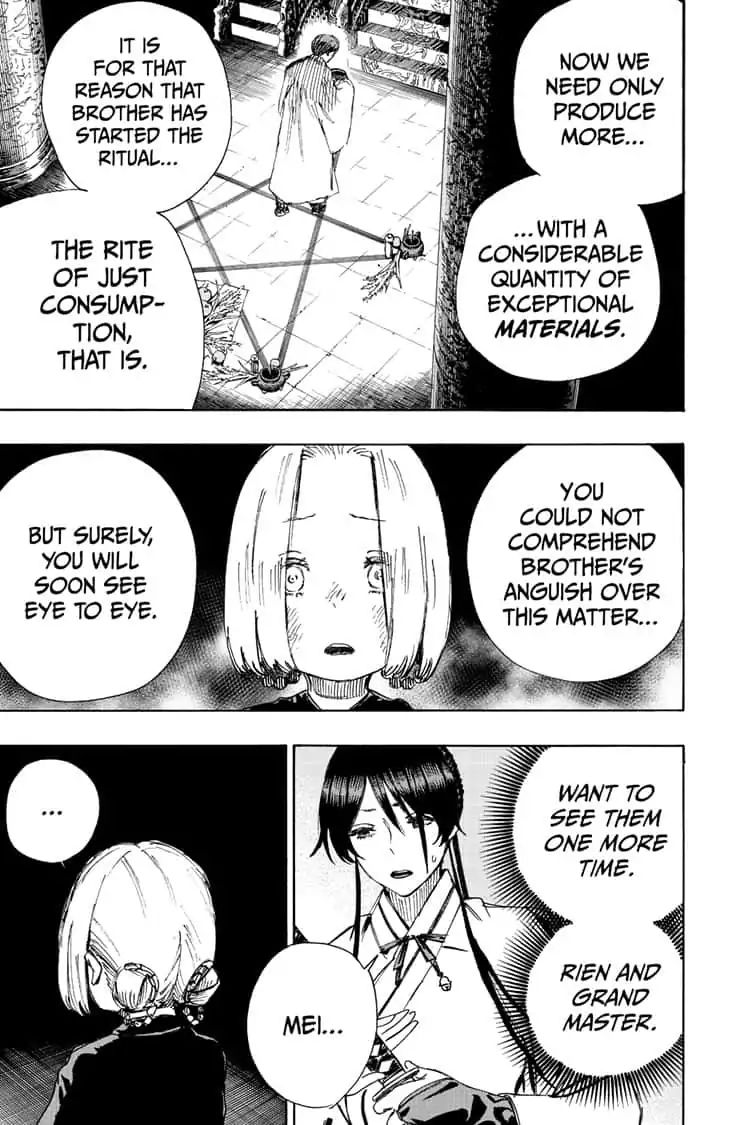 NOW WE
NEED ONLY
PRODUCE
MORE...
...WITH A
CONSIDERABLE
QUANTITY OF
EXCEPTIONAL
MATERIALS.
IT IS
FOR THAT
REASON THAT
BROTHER HAS
STARTED THE
RITUAL...
THE RITE
OF JUST
CONSUMP-
TION,
THAT IS.
YOU
COULD NOT
COMPREHEND
BROTHER'S
ANGUISH OVER
THIS MATTER...
BUT SURELY,
YOU WILL
SOON SEE
EYE TO EYE.
WANT TO
SEE THEM
ONE MORE
TIME.
RIEN AND
GRAND
MASTER.
MEI...
...